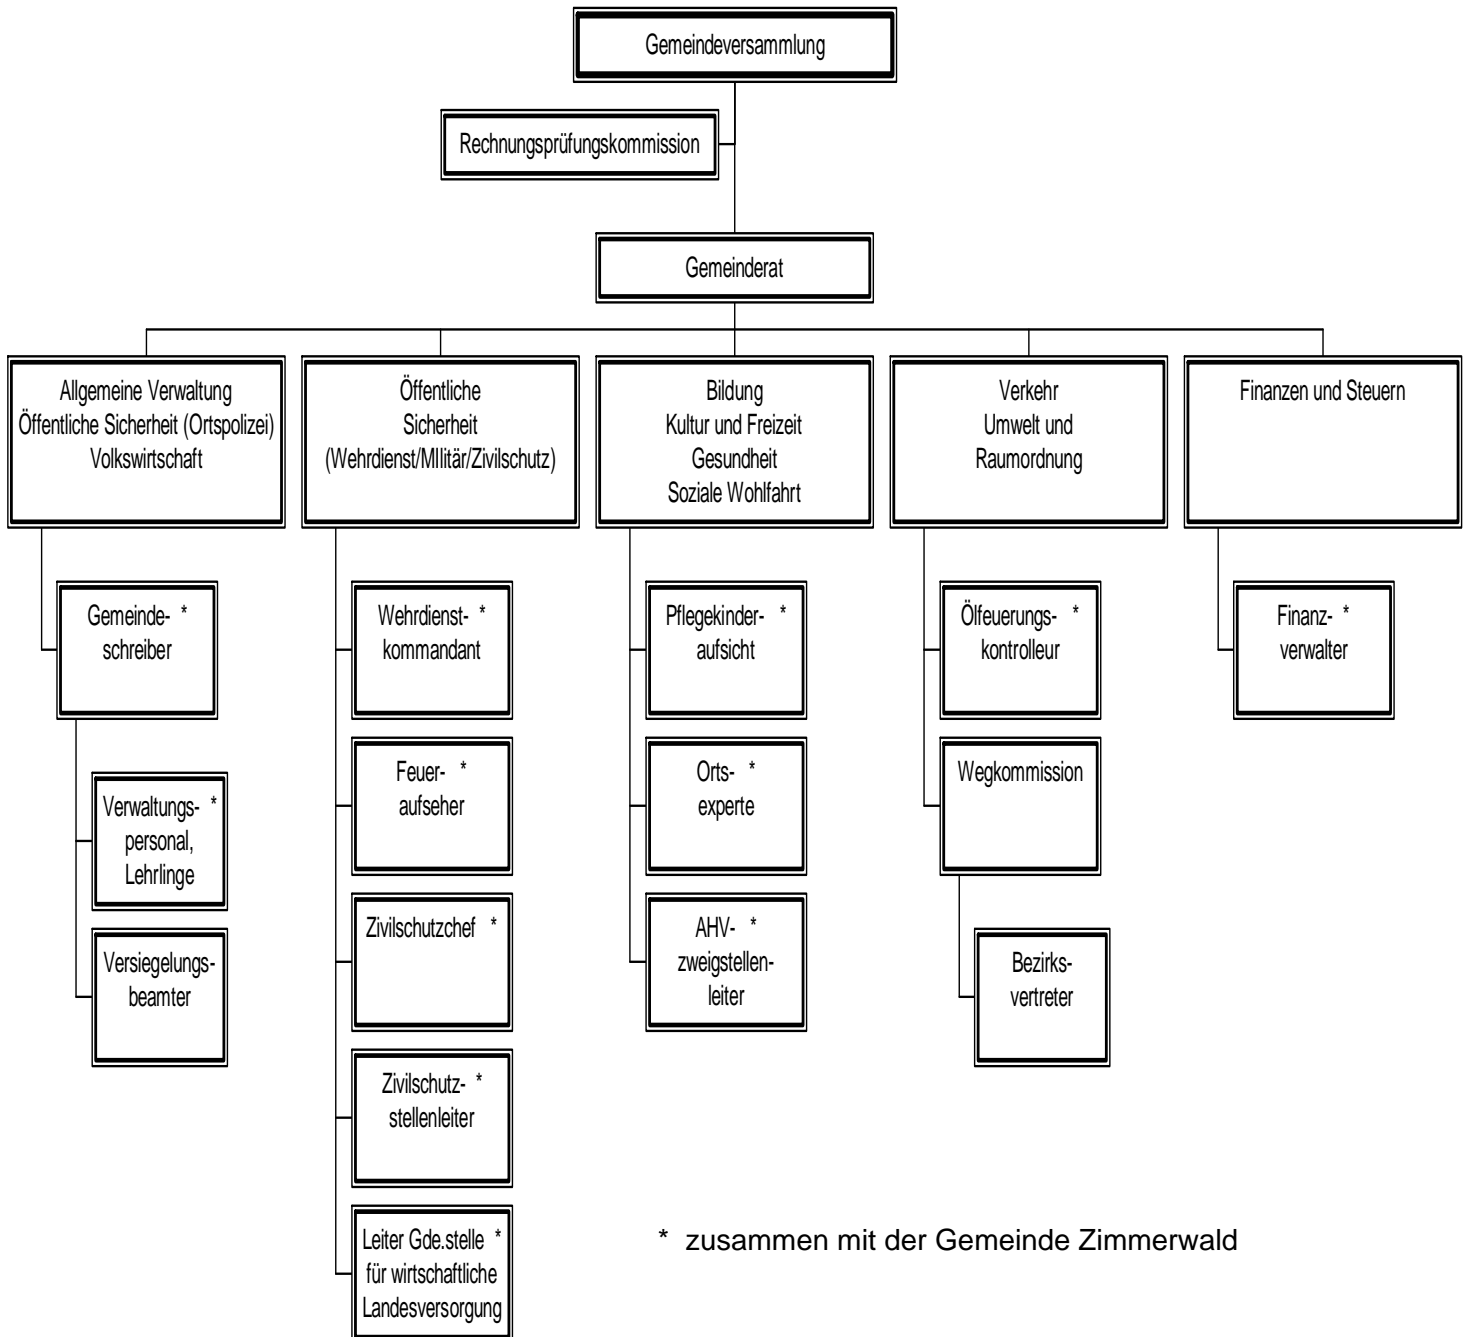 Gemeindeversammlung
Rechnungsprüfungskommission
Gemeinderat
Allgemeine Verwaltung
Öffentliche Sicherheit (Ortspolizei)
Volkswirtschaft
Öffentliche
Sicherheit
(Wehrdienst/MIlitär/Zivilschutz)
Bildung
Kultur und Freizeit
Gesundheit
Soziale Wohlfahrt
Verkehr
Umwelt und
Raumordnung
Finanzen und Steuern
Gemeinde- *
schreiber
Verwaltungs- *
personal,
Lehrlinge
Versiegelungs-
beamter
Wehrdienst- *
kommandant
Feuer- *
aufseher
Zivilschutzchef *
Zivilschutz- *
stellenleiter
Leiter Gde.stelle *
für wirtschaftliche
Landesversorgung
Pflegekinder- *
aufsicht
Orts- *
experte
AHV- *
zweigstellen-
leiter
Ölfeuerungs- *
kontrolleur
Wegkommission
Bezirks-
vertreter
Finanz- *
verwalter
* zusammen mit der Gemeinde Zimmerwald